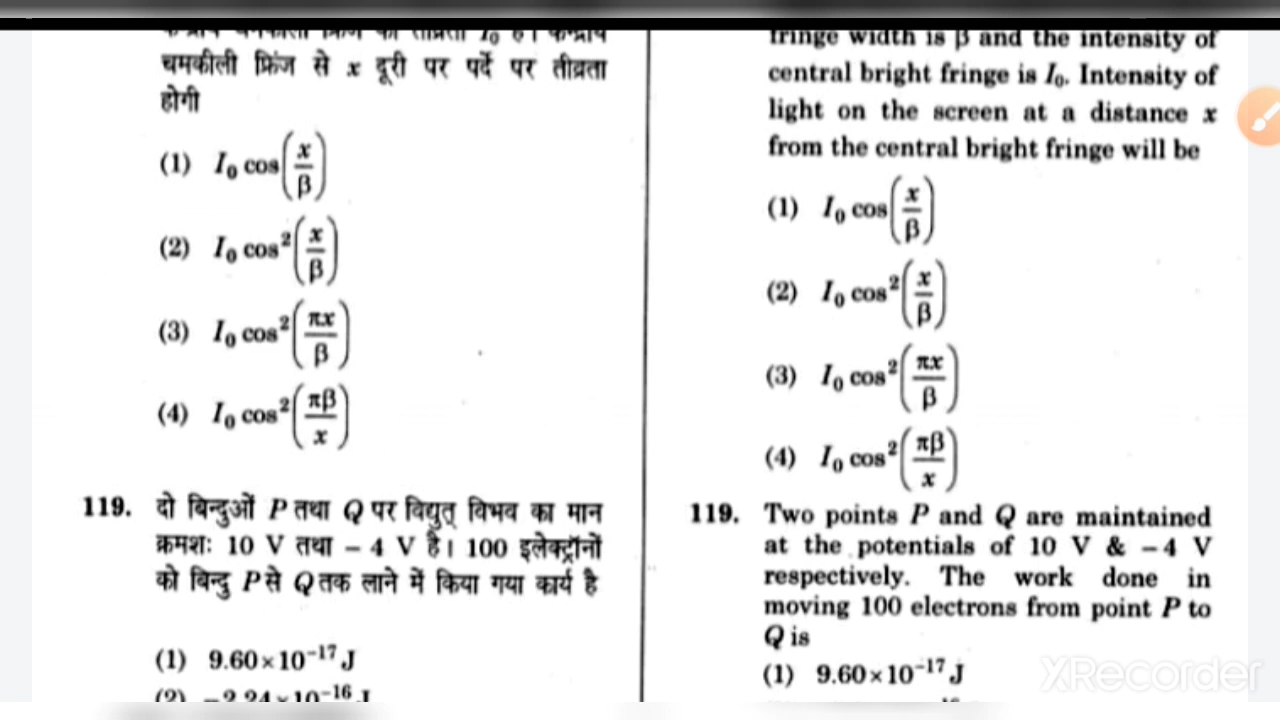 चमकीली फ्रिंज से x दूरी पर पर्दे पर तीव्रता
होगी
(1) I₀ cos(x/β)
(2) I₀ cos²(x/β)
(3) I₀ cos²(πx/β)
(4) I₀ cos²(πβ/x)
119. दो बिन्दुओं P तथा Q पर विद्युत् विभव का मान
क्रमशः 10 V तथा – 4 V है। 100 इलेक्ट्रॉनों
को बिन्दु P से Q तक लाने में किया गया कार्य है
(1) 9.60×10⁻¹⁷ J
(2) –2.24×10⁻¹⁶ J
fringe width is β and the intensity of
central bright fringe is I₀. Intensity of
light on the screen at a distance x
from the central bright fringe will be
(1) I₀ cos(x/β)
(2) I₀ cos²(x/β)
(3) I₀ cos²(πx/β)
(4) I₀ cos²(πβ/x)
119. Two points P and Q are maintained
at the potentials of 10 V & – 4 V
respectively. The work done in
moving 100 electrons from point P to
Q is
(1) 9.60×10⁻¹⁷ J
XRecorder